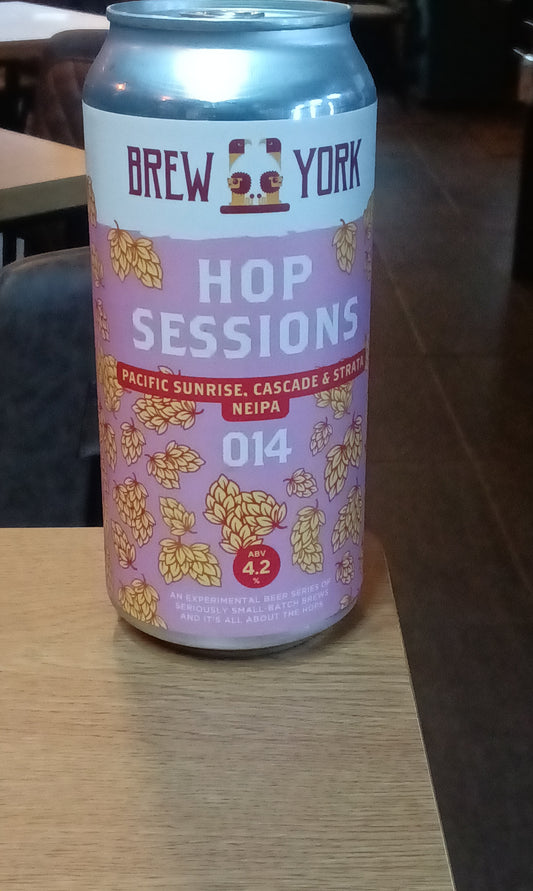 BREW YORK
HOP
SESSIONS
PACIFIC SUNRISE, CASCADE & STRATA
NEIPA
014
ABV
4.2
%
AN EXPERIMENTAL BEER SERIES OF
SERIOUSLY SMALL-BATCH BREWS
AND IT'S ALL ABOUT THE HOPS